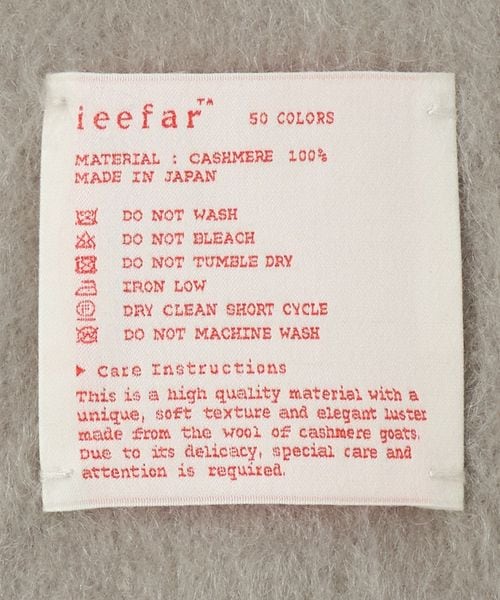 ieefar™ 50 COLORS
MATERIAL : CASHMERE 100%
MADE IN JAPAN
DO NOT WASH
DO NOT BLEACH
DO NOT TUMBLE DRY
IRON LOW
DRY CLEAN SHORT CYCLE
DO NOT MACHINE WASH
▶ Care Instructions
This is a high quality material with a
unique, soft texture and elegant luster
made from the wool of cashmere goats.
Due to its delicacy, special care and
attention is required.